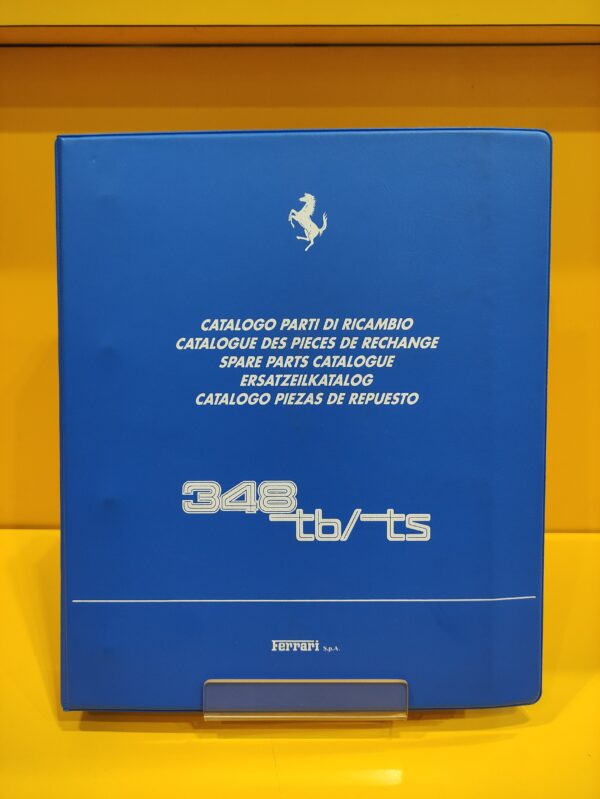 CATALOGO PARTI DI RICAMBIO
CATALOGUE DES PIECES DE RECHANGE
SPARE PARTS CATALOGUE
ERSATZEILKATALOG
CATALOGO PIEZAS DE REPUESTO
348
tb/ts
Ferrari S.p.A.